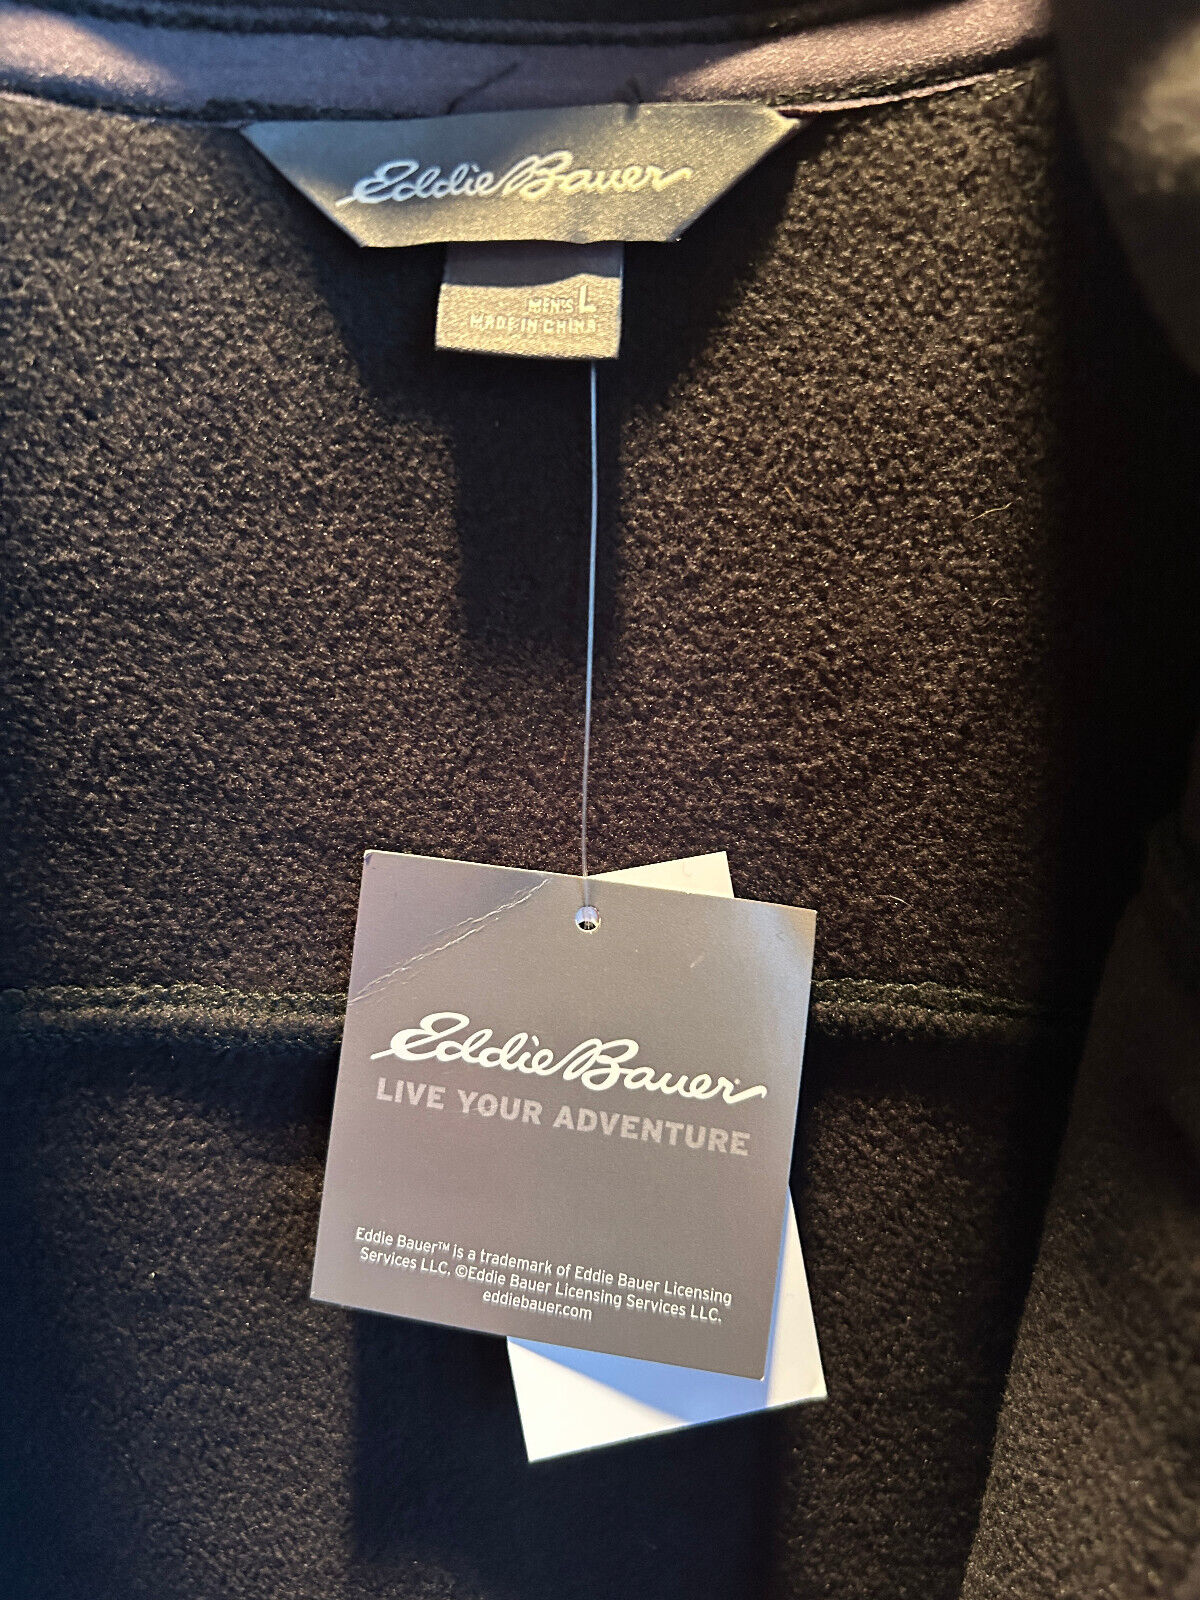 Eddie Bauer
MEN'S L
MADE IN CHINA
Eddie Bauer
LIVE YOUR ADVENTURE
Eddie Bauer™ is a trademark of Eddie Bauer Licensing
Services LLC. ©Eddie Bauer Licensing Services LLC.
eddiebauer.com